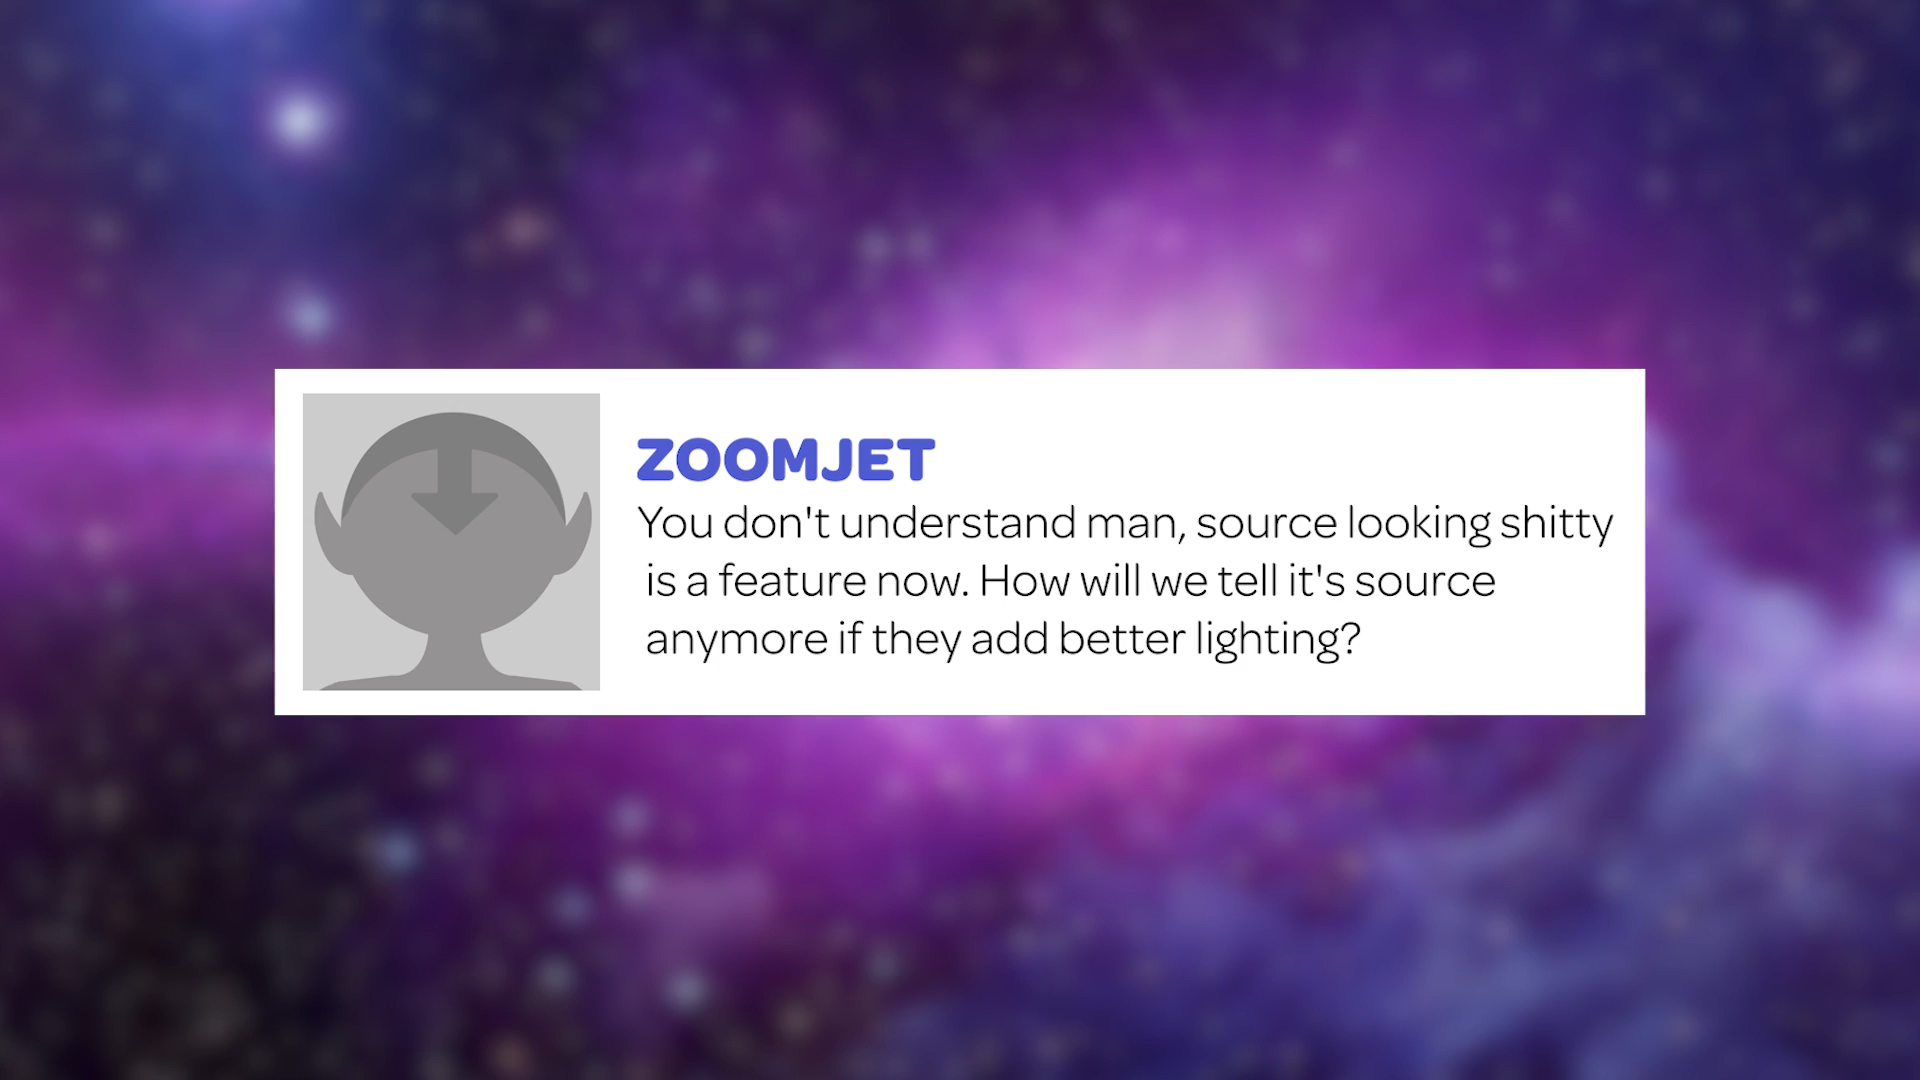 ZOOMJET
You don't understand man, source looking shitty
is a feature now. How will we tell it's source
anymore if they add better lighting?